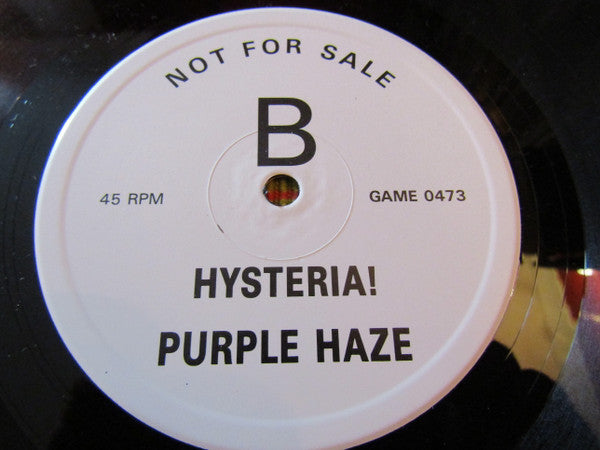 NOT FOR SALE
B
45 RPM
GAME 0473
HYSTERIA!
PURPLE HAZE